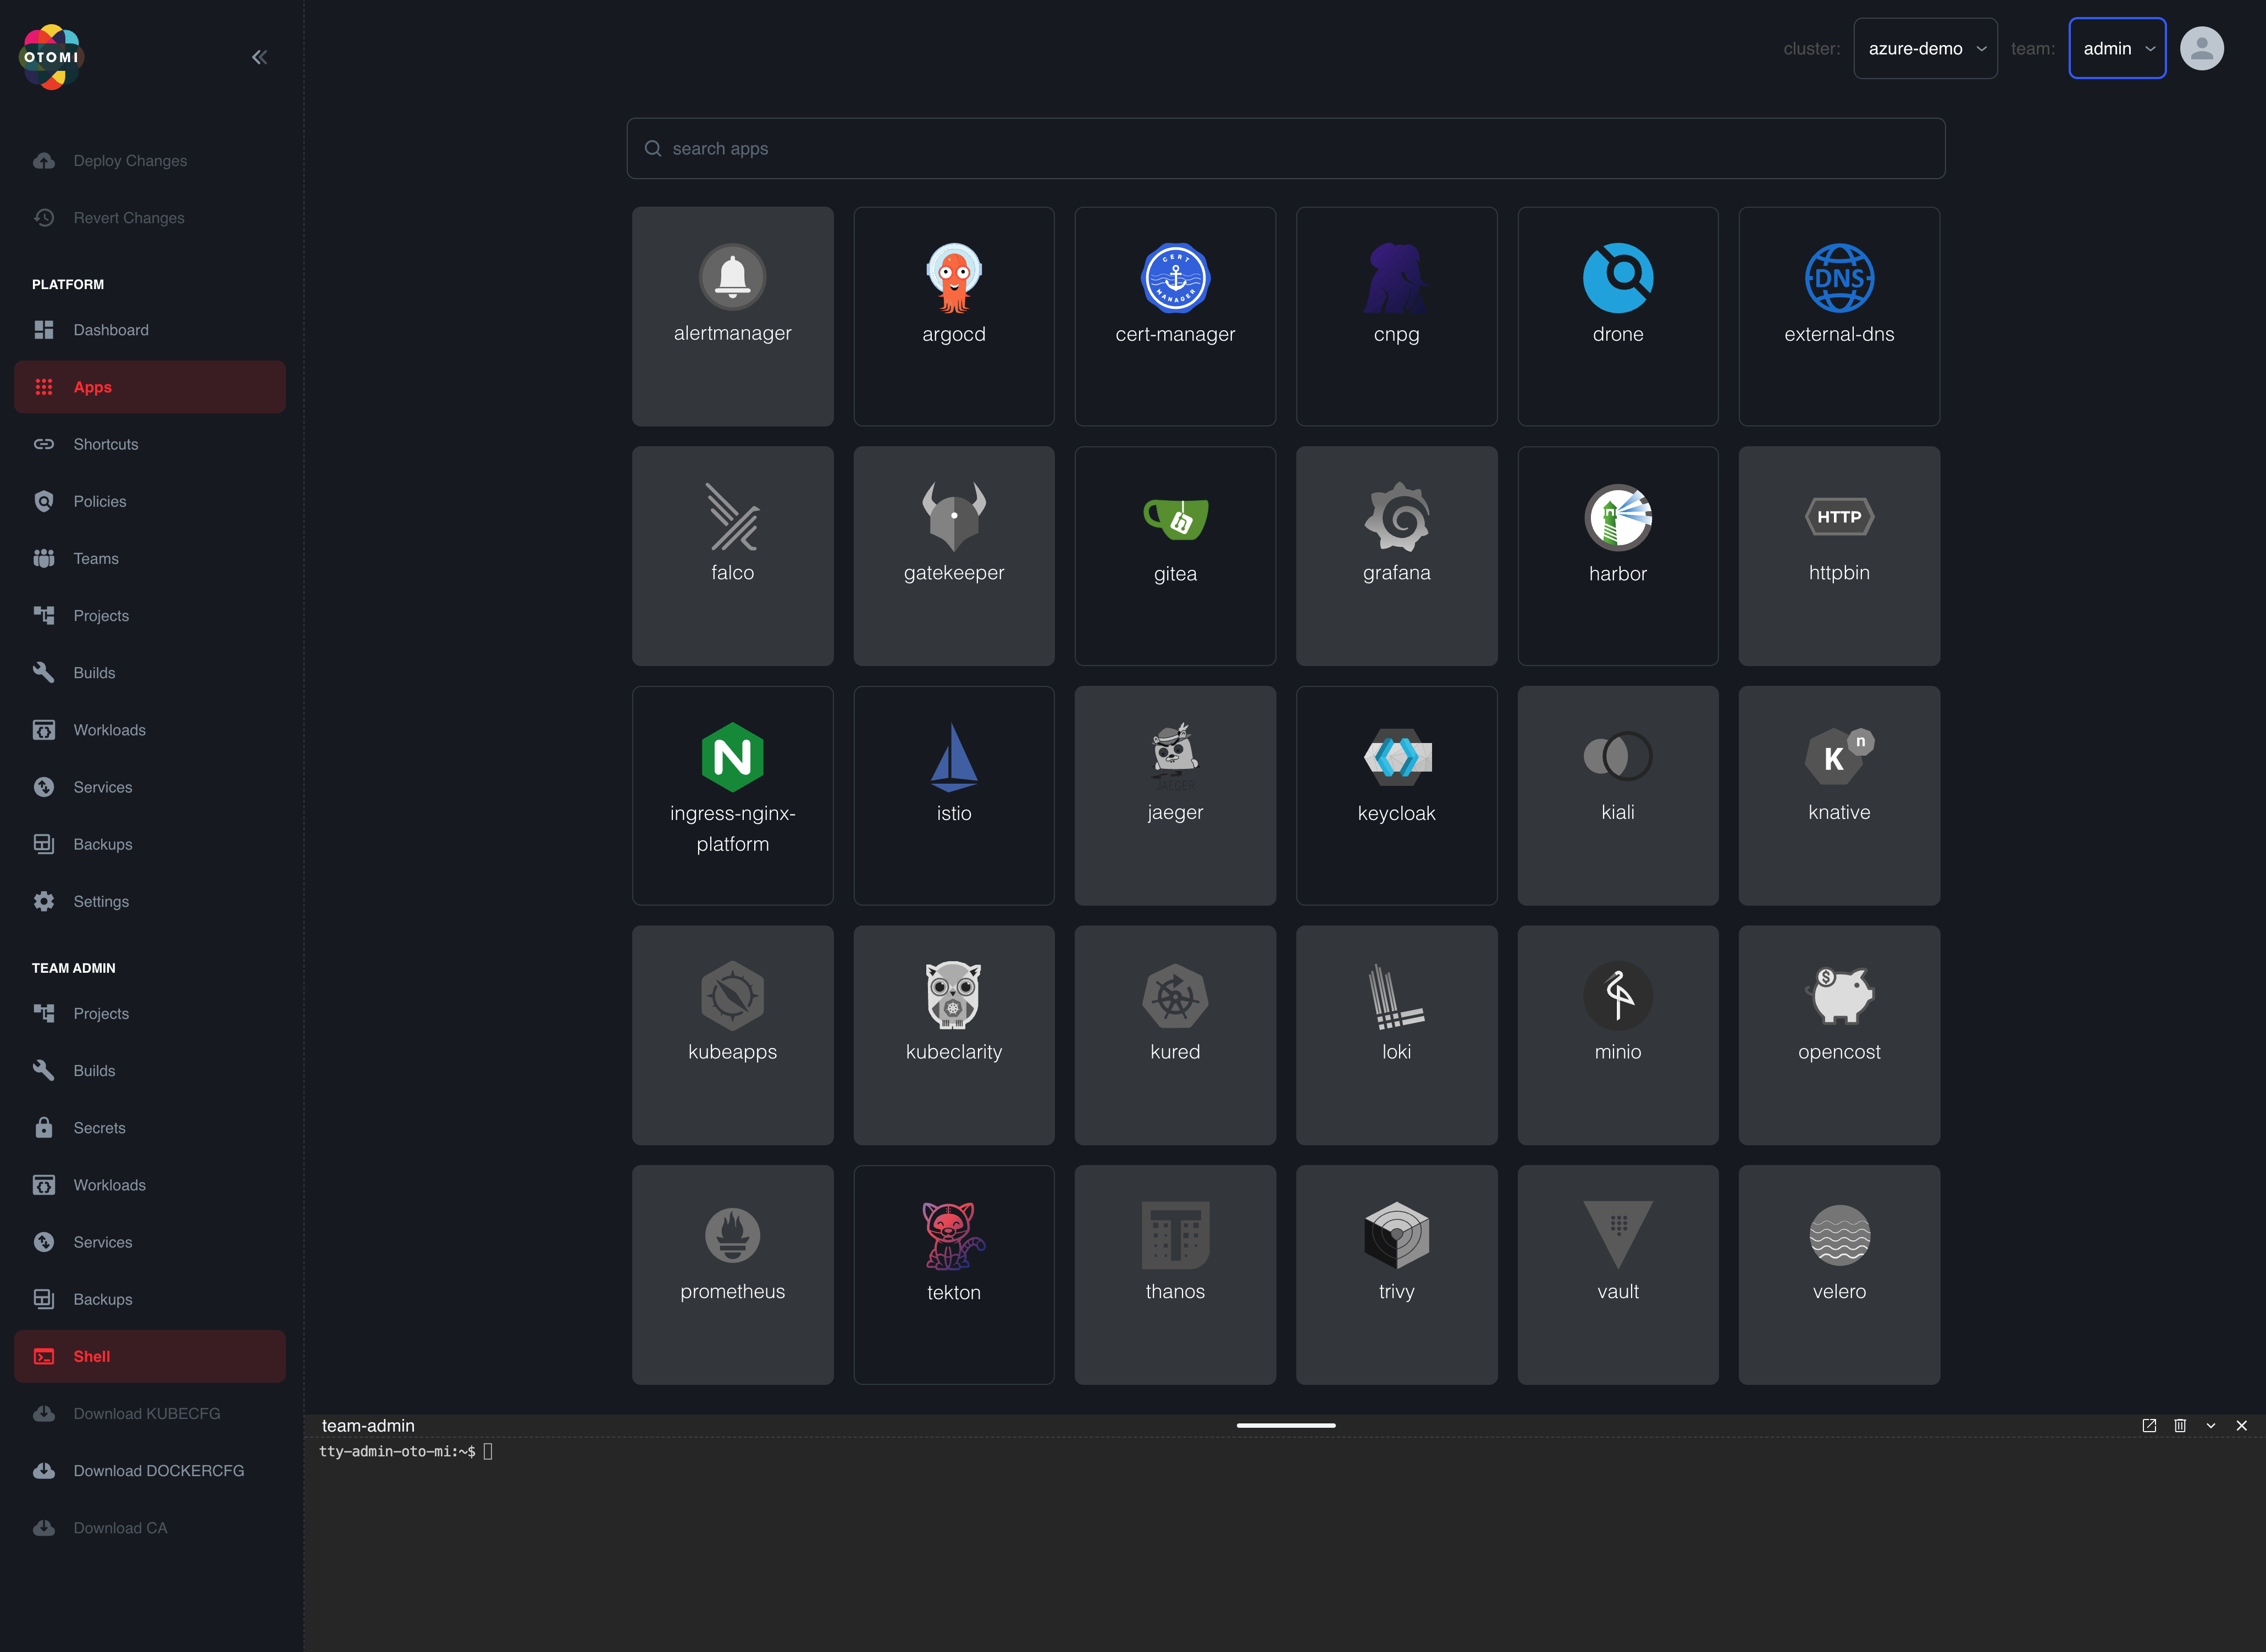 OTOMI
cluster:
azure-demo
team:
admin
Deploy Changes
Revert Changes
PLATFORM
Dashboard
Apps
Shortcuts
Policies
Teams
Projects
Builds
Workloads
Services
Backups
Settings
TEAM ADMIN
Projects
Builds
Secrets
Workloads
Services
Backups
Shell
Download KUBECFG
Download DOCKERCFG
Download CA
search apps
alertmanager
argocd
CERT
MANAGER
cert-manager
cnpg
drone
DNS
external-dns
falco
gatekeeper
gitea
grafana
harbor
HTTP
httpbin
N
ingress-nginx-
platform
istio
JAEGER
jaeger
keycloak
kiali
K
n
knative
kubeapps
kubeclarity
kured
loki
minio
$
opencost
prometheus
tekton
T
thanos
trivy
vault
velero
team-admin
tty-admin-oto-mi:~$